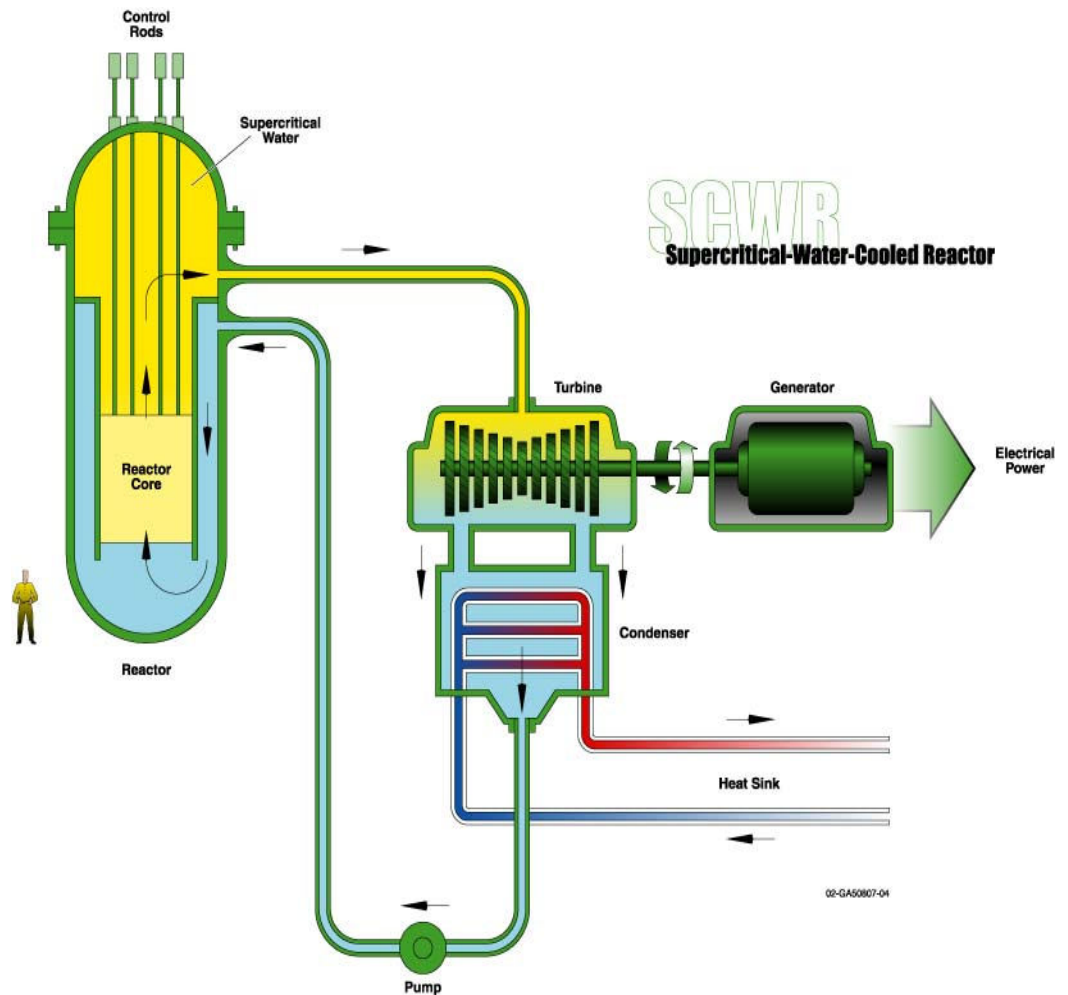 Control
Rods
Supercritical
Water
SCWR
Supercritical-Water-Cooled Reactor
Turbine
Generator
Electrical
Power
Reactor
Core
Condenser
Reactor
Heat Sink
02-GA50807-04
Pump